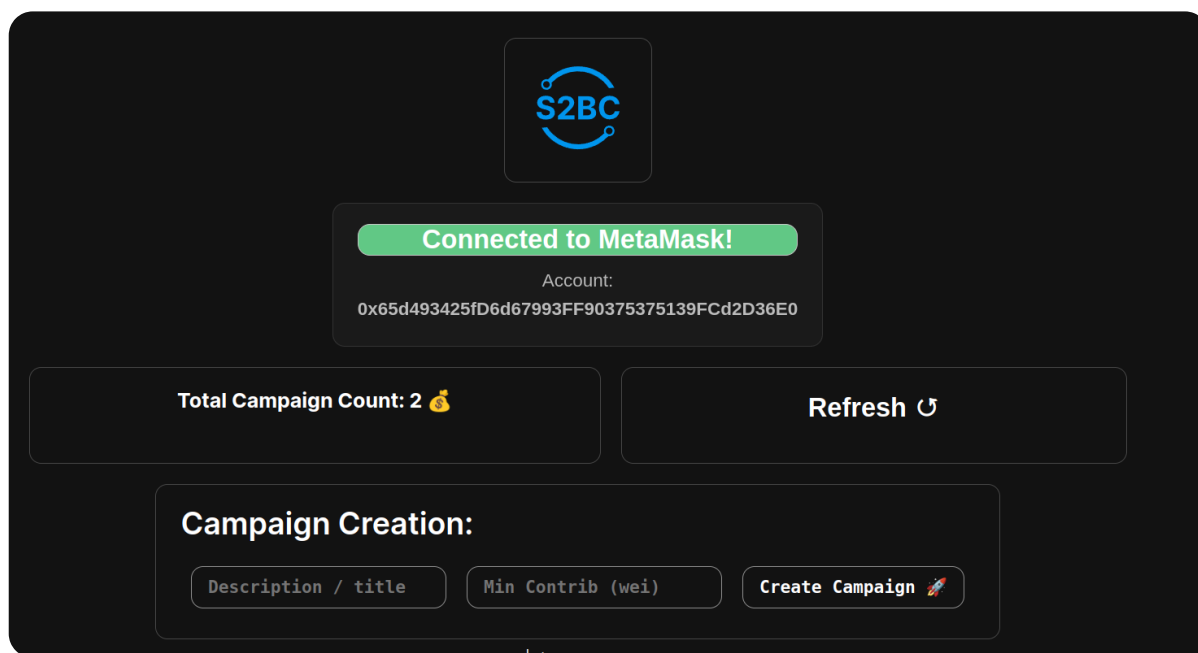 S2BC
Connected to MetaMask!
Account:
0x65d493425fD6d67993FF90375375139FCd2D36E0
Total Campaign Count: 2 💰
Refresh ↺
Campaign Creation:
Description / title
Min Contrib (wei)
Create Campaign 🚀